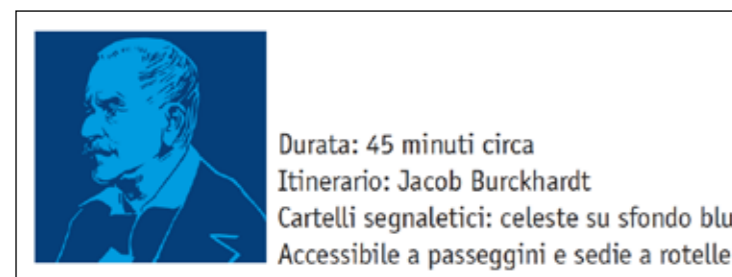 Durata: 45 minuti circa
Itinerario: Jacob Burckhardt
Cartelli segnaletici: celeste su sfondo blu
Accessibile a passeggini e sedie a rotelle